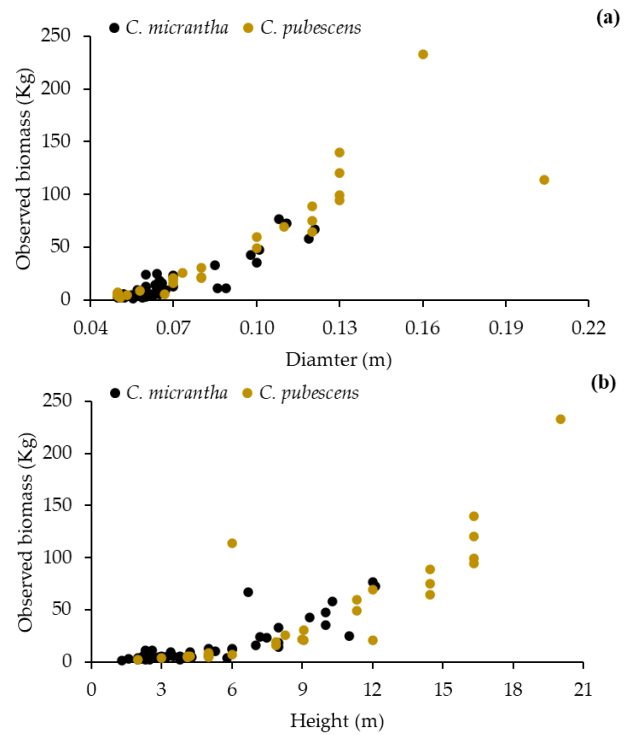 (a)
C. micrantha C. pubescens
Observed biomass (Kg)
250
200
150
100
50
0
0.04 0.07 0.10 0.13 0.16 0.19 0.22
Diamter (m)
(b)
C. micrantha C. pubescens
Observed biomass (Kg)
250
200
150
100
50
0
0 3 6 9 12 15 18 21
Height (m)